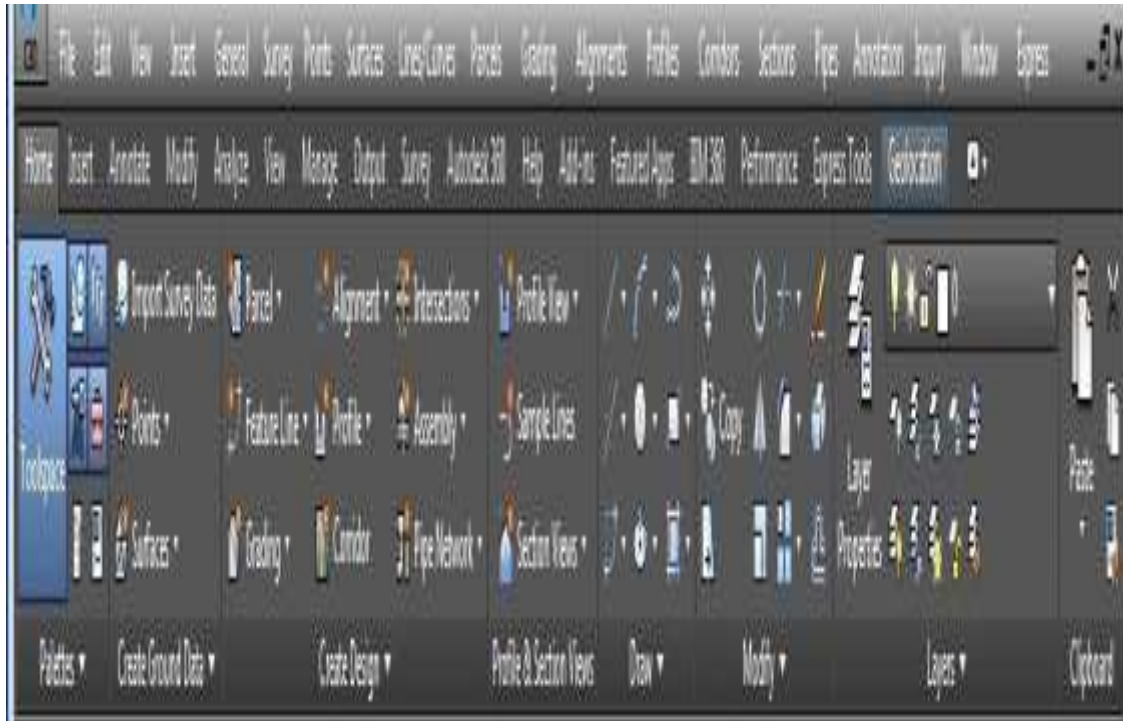 File Edit View Insert General Survey Points Surfaces Lines/Curves Parcels Grading Alignments Profiles Corridors Sections Pipes Annotation Inquiry Window Express
Home Insert Annotate Modify Analyze View Manage Output Survey Autodesk 360 Help Add-ins Featured Apps BIM 360 Performance Express Tools Geolocation
Import Survey Data Parcel Alignment Intersections Profile View 0
Points Feature Line Profile Assembly Sample Lines Copy
Toolspace Layer Paste
Surfaces Grading Corridor Pipe Network Section Views Properties
Palettes Create Ground Data Create Design Profile & Section Views Draw Modify Layers Clipboard